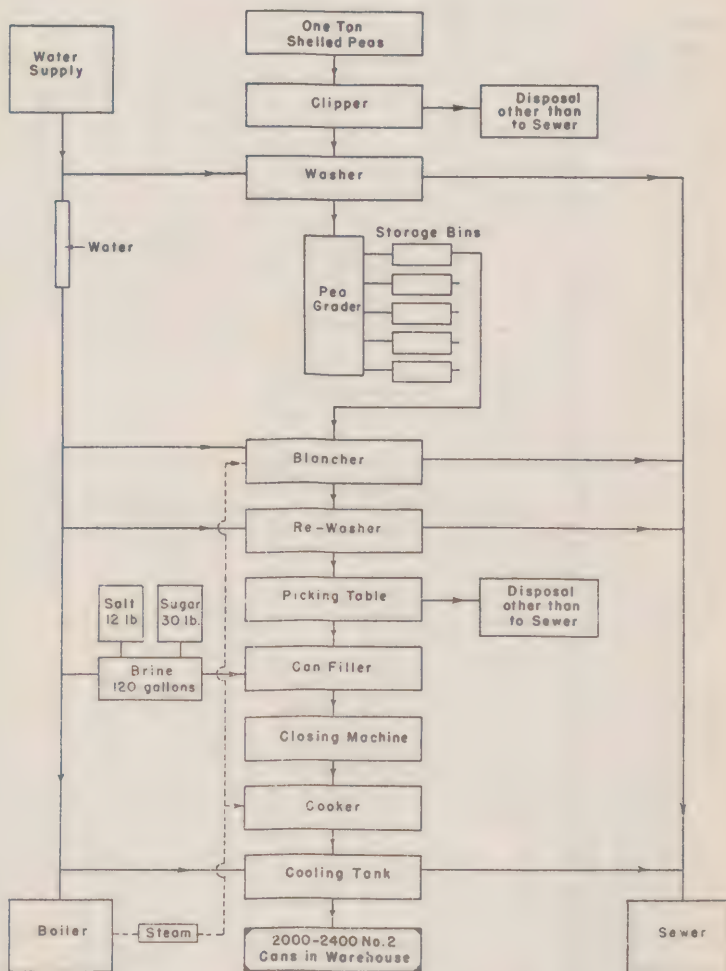 One Ton
Shelled Peas
Water
Supply
Clipper
Disposal
other than
to Sewer
Washer
Water
Storage Bins
Pea
Grader
Blancher
Re-Washer
Salt
12 lb
Sugar
30 lb.
Picking Table
Disposal
other than
to Sewer
Brine
120 gallons
Can Filler
Closing Machine
Cooker
Cooling Tank
Boiler
Steam
2000-2400 No.2
Cans in Warehouse
Sewer